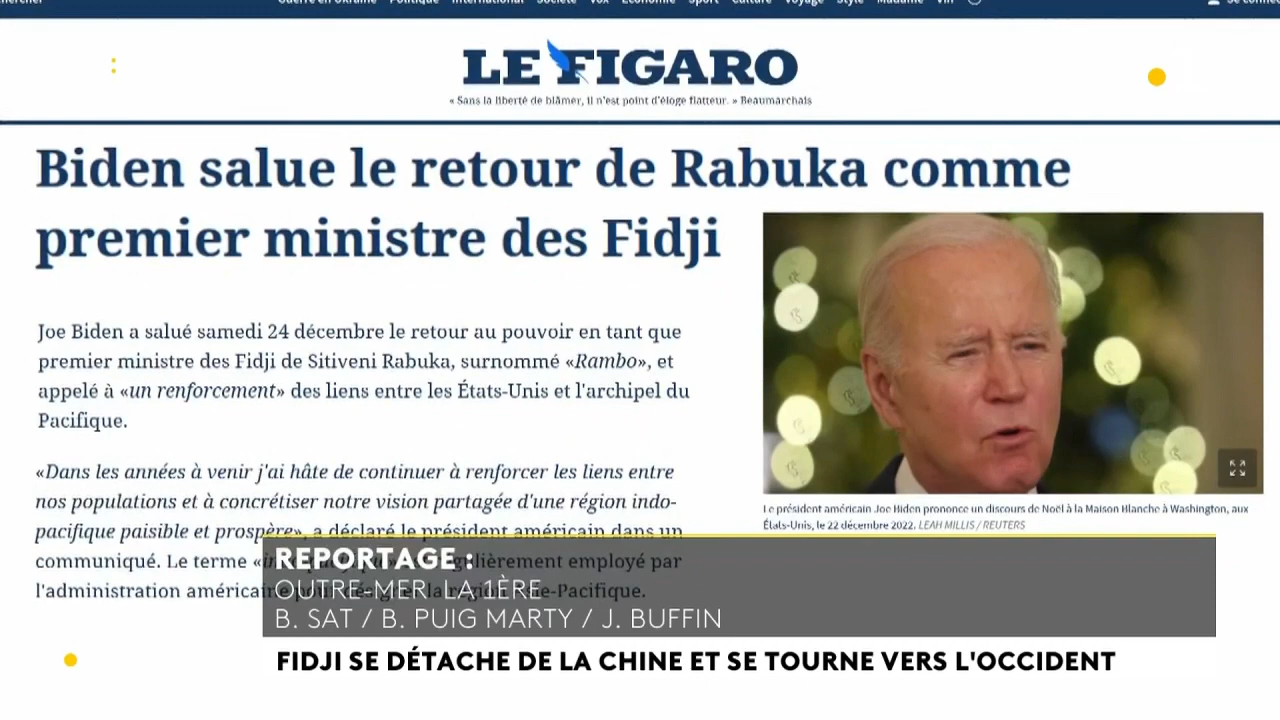 Guerre en Ukraine Politique International Société Vox Économie Sport Culture Voyage Style Madame
LE FIGARO
« Sans la liberté de blâmer, il n'est point d'éloge flatteur. » Beaumarchais
Biden salue le retour de Rabuka comme
premier ministre des Fidji
Joe Biden a salué samedi 24 décembre le retour au pouvoir en tant que
premier ministre des Fidji de Sitiveni Rabuka, surnommé «Rambo», et
appelé à «un renforcement» des liens entre les États-Unis et l'archipel du
Pacifique.
«Dans les années à venir j'ai hâte de continuer à renforcer les liens entre
nos populations et à concrétiser notre vision partagée d'une région indo-
pacifique paisible et prospère», a déclaré le président américain dans un
communiqué. Le terme «indo-pacifique» est régulièrement employé par
l'administration américaine pour désigner la région Asie-Pacifique.
Le président américain Joe Biden prononce un discours de Noël à la Maison Blanche à Washington, aux
États-Unis, le 22 décembre 2022. LEAH MILLIS / REUTERS
REPORTAGE :
OUTRE-MER LA 1ÈRE
B. SAT / B. PUIG MARTY / J. BUFFIN
FIDJI SE DÉTACHE DE LA CHINE ET SE TOURNE VERS L'OCCIDENT